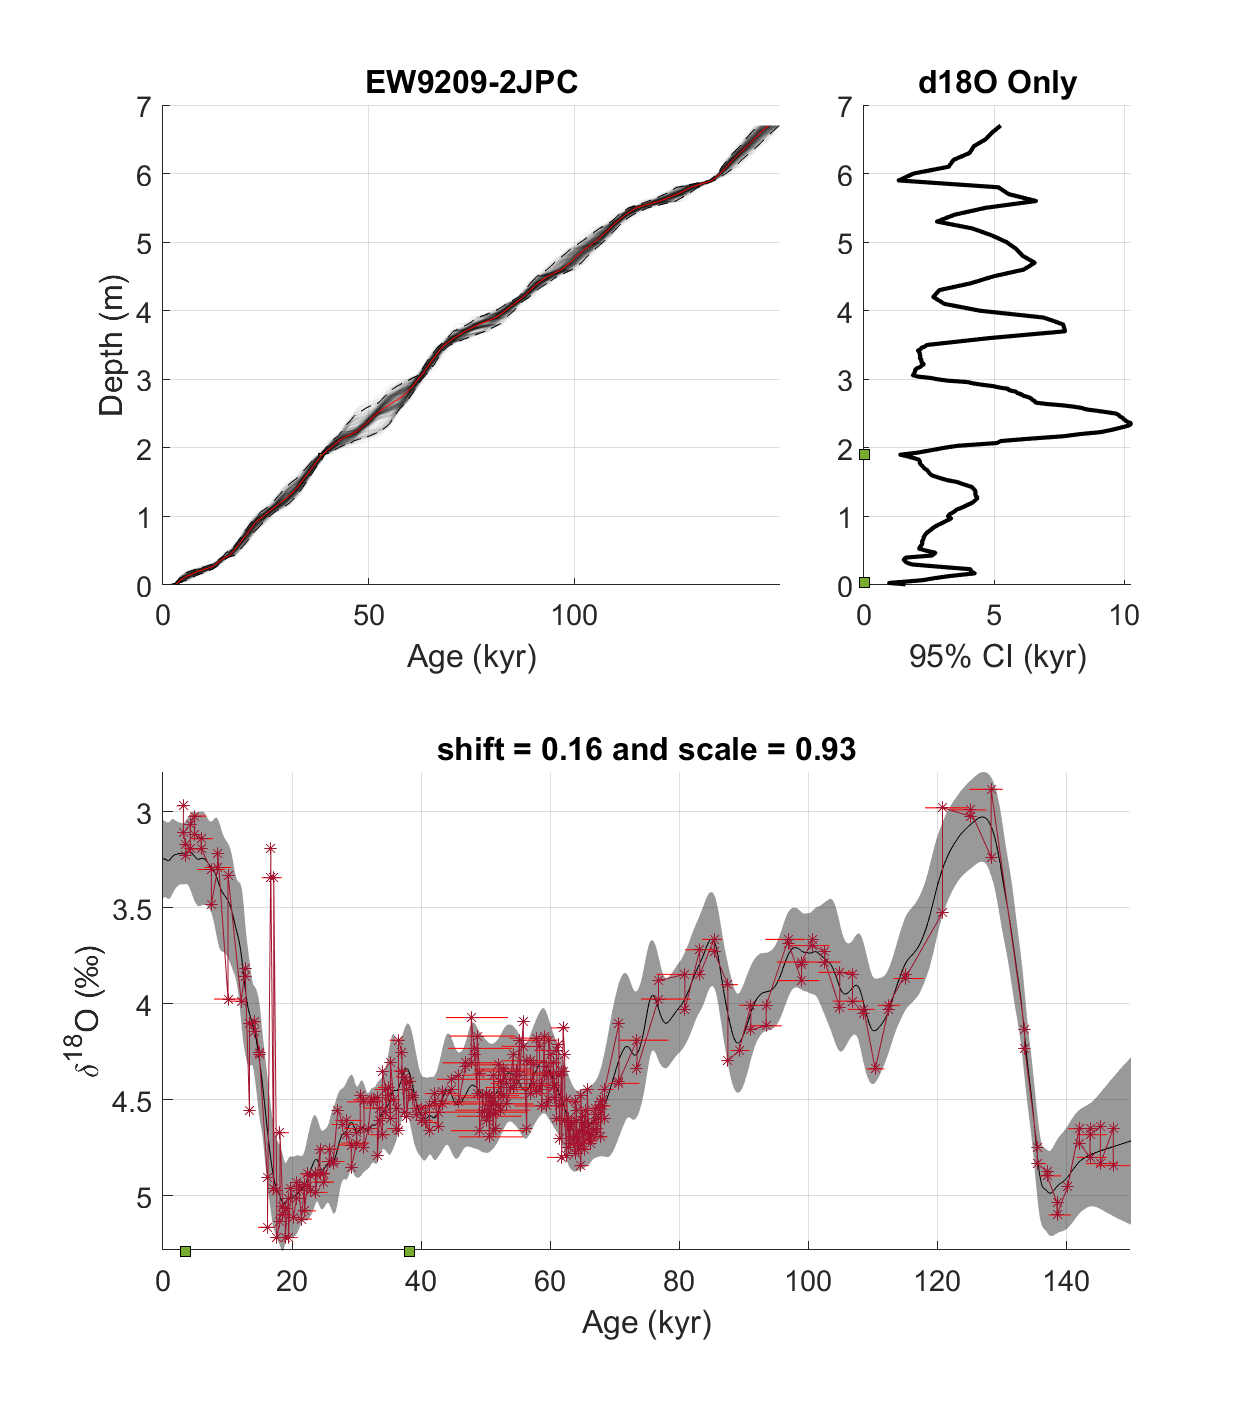 EW9209-2JPC
7
6
5
4
3
2
1
0
Depth (m)
0 50 100
Age (kyr)
d18O Only
7
6
5
4
3
2
1
0
0 5 10
95% CI (kyr)
shift = 0.16 and scale = 0.93
3
3.5
4
4.5
5
δ¹⁸O (‰)
0 20 40 60 80 100 120 140
Age (kyr)